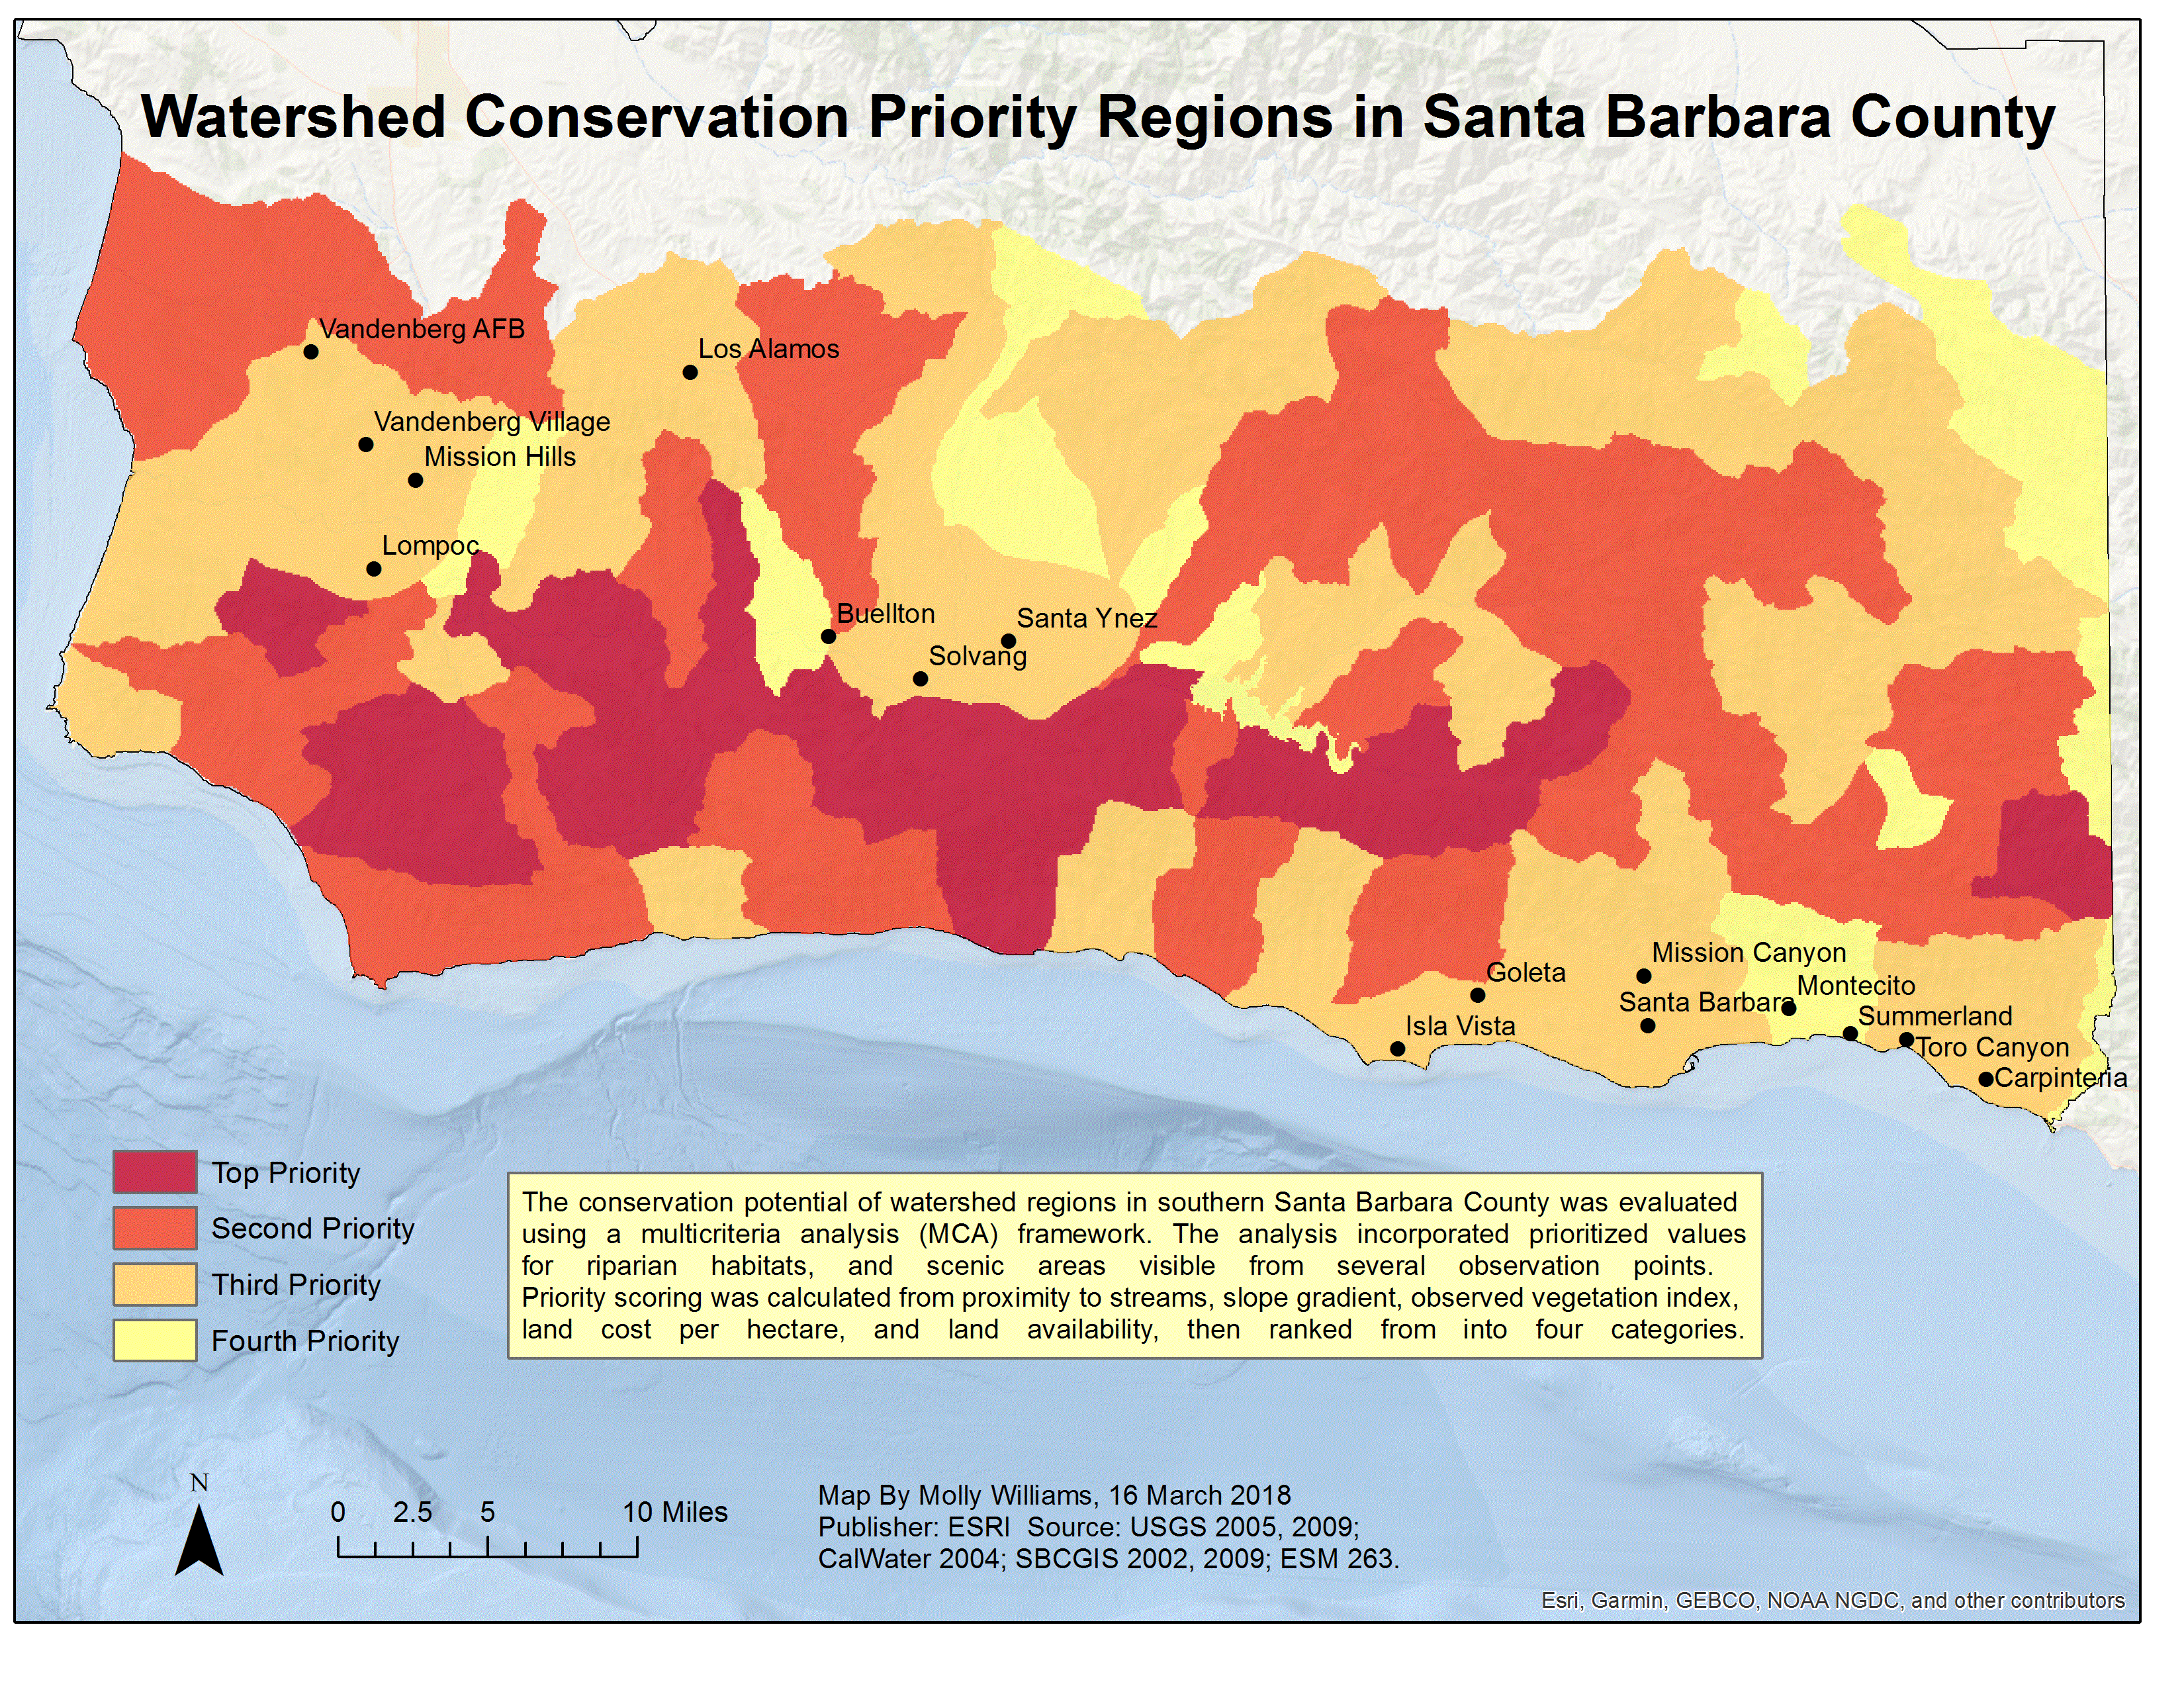 Watershed Conservation Priority Regions in Santa Barbara County
Vandenberg AFB
Los Alamos
Vandenberg Village
Mission Hills
Lompoc
Buellton
Santa Ynez
Solvang
Mission Canyon
Goleta
Montecito
Santa Barbara
Summerland
Isla Vista
Toro Canyon
Carpinteria
Top Priority
Second Priority
Third Priority
Fourth Priority
The conservation potential of watershed regions in southern Santa Barbara County was evaluated
using a multicriteria analysis (MCA) framework. The analysis incorporated prioritized values
for riparian habitats, and scenic areas visible from several observation points.
Priority scoring was calculated from proximity to streams, slope gradient, observed vegetation index,
land cost per hectare, and land availability, then ranked from into four categories.
N
0 2.5 5 10 Miles
Map By Molly Williams, 16 March 2018
Publisher: ESRI Source: USGS 2005, 2009;
CalWater 2004; SBCGIS 2002, 2009; ESM 263.
Esri, Garmin, GEBCO, NOAA NGDC, and other contributors